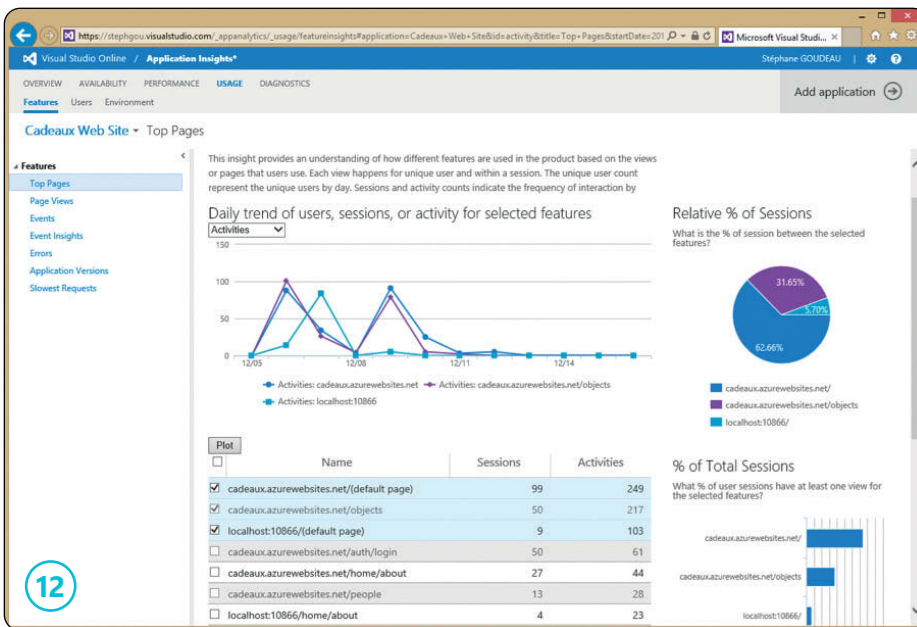 https://stephgou.visualstudio.com/_appanalytics/_usage/featureinsights#application=Cadeaux+Web+Site&id=activity&title=Top+Pages&startDate=201
Microsoft Visual Studi...
Visual Studio Online / Application Insights*
Stéphane GOUDEAU
OVERVIEW AVAILABILITY PERFORMANCE USAGE DIAGNOSTICS
Features Users Environment
Add application
Cadeaux Web Site Top Pages
Features
Top Pages
Page Views
Events
Event Insights
Errors
Application Versions
Slowest Requests
This insight provides an understanding of how different features are used in the product based on the views
or pages that users use. Each view happens for unique user and within a session. The unique user count
represent the unique users by day. Sessions and activity counts indicate the frequency of interaction by
Daily trend of users, sessions, or activity for selected features
Activities
150
100
50
0
12/05 12/08 12/11 12/14
Activities: cadeaux.azurewebsites.net Activities: cadeaux.azurewebsites.net/objects
Activities: localhost:10866
Relative % of Sessions
What is the % of session between the selected
features?
31.65%
5.70%
62.66%
cadeaux.azurewebsites.net/
cadeaux.azurewebsites.net/objects
localhost:10866/
Plot
Name Sessions Activities
cadeaux.azurewebsites.net/(default page) 99 249
cadeaux.azurewebsites.net/objects 50 217
localhost:10866/(default page) 9 103
cadeaux.azurewebsites.net/auth/login 50 61
cadeaux.azurewebsites.net/home/about 27 44
cadeaux.azurewebsites.net/people 13 28
localhost:10866/home/about 4 23
% of Total Sessions
What % of user sessions have at least one view for
the selected features?
cadeaux.azurewebsites.net/
cadeaux.azurewebsites.net/objects
localhost:10866/
12